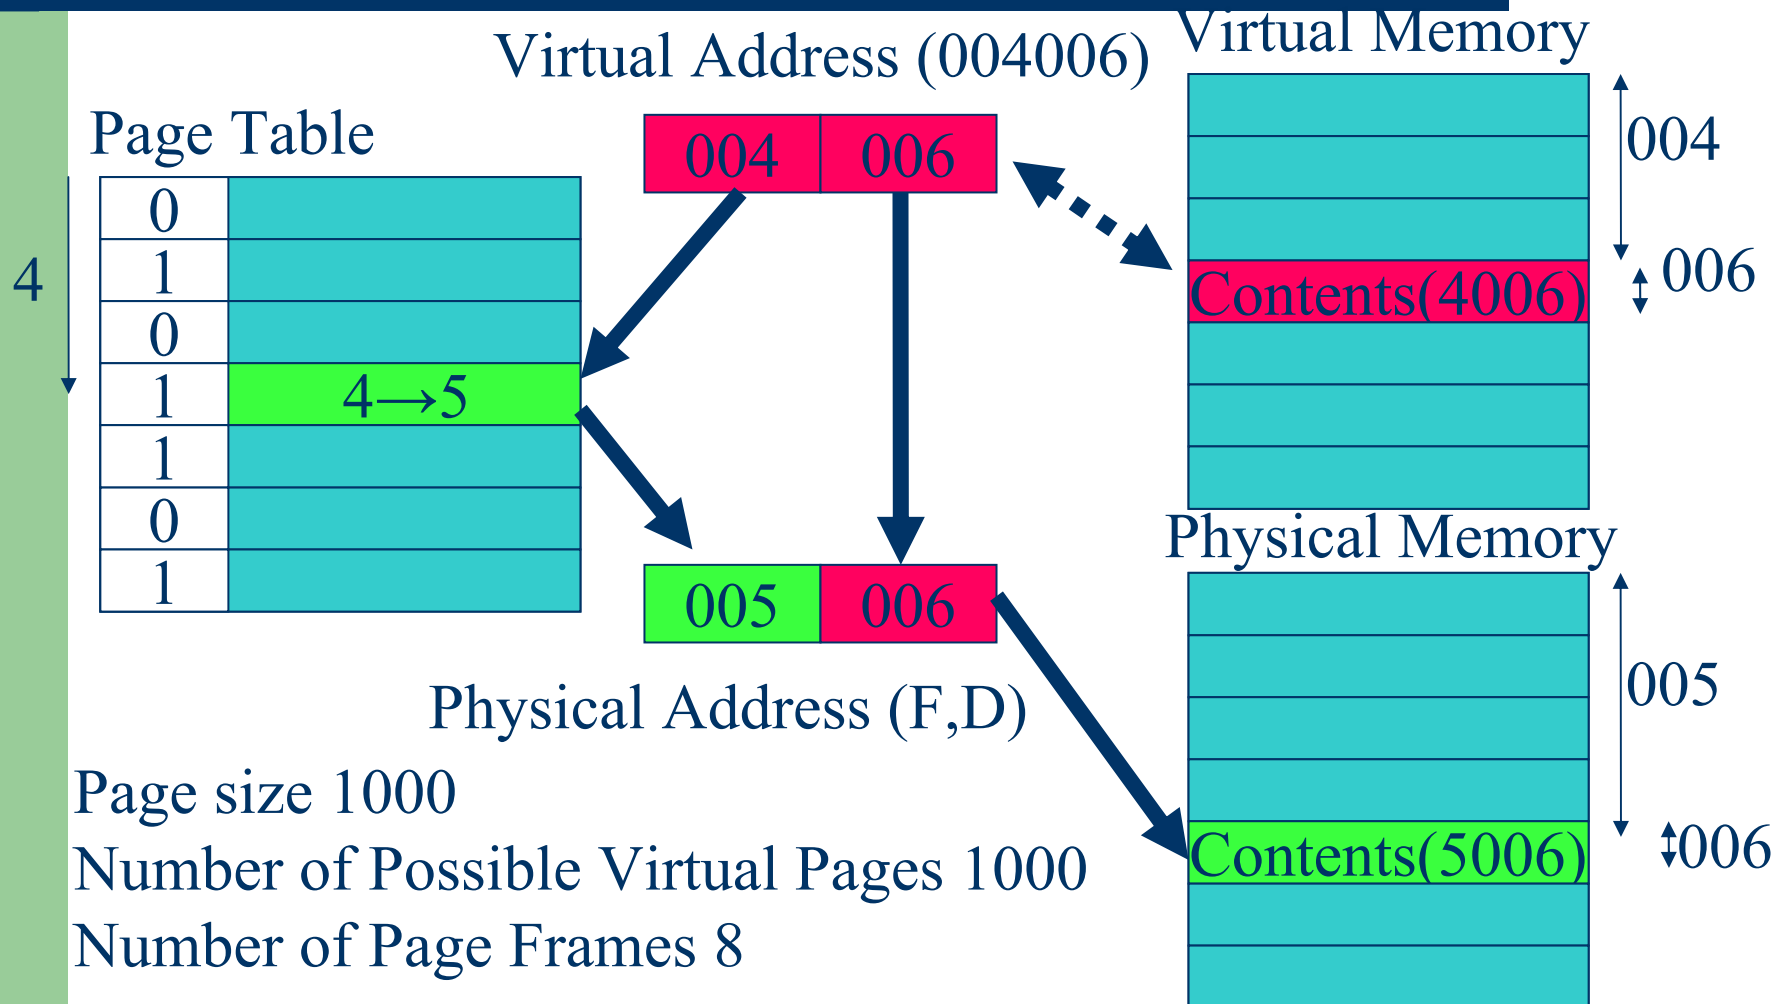 Virtual Address (004006)
Virtual Memory
Page Table
004 006
004
006
4
0
1
0
1 4→5
1
0
1
Contents(4006)
Physical Memory
005 006
005
Physical Address (F,D)
Contents(5006)
006
Page size 1000
Number of Possible Virtual Pages 1000
Number of Page Frames 8